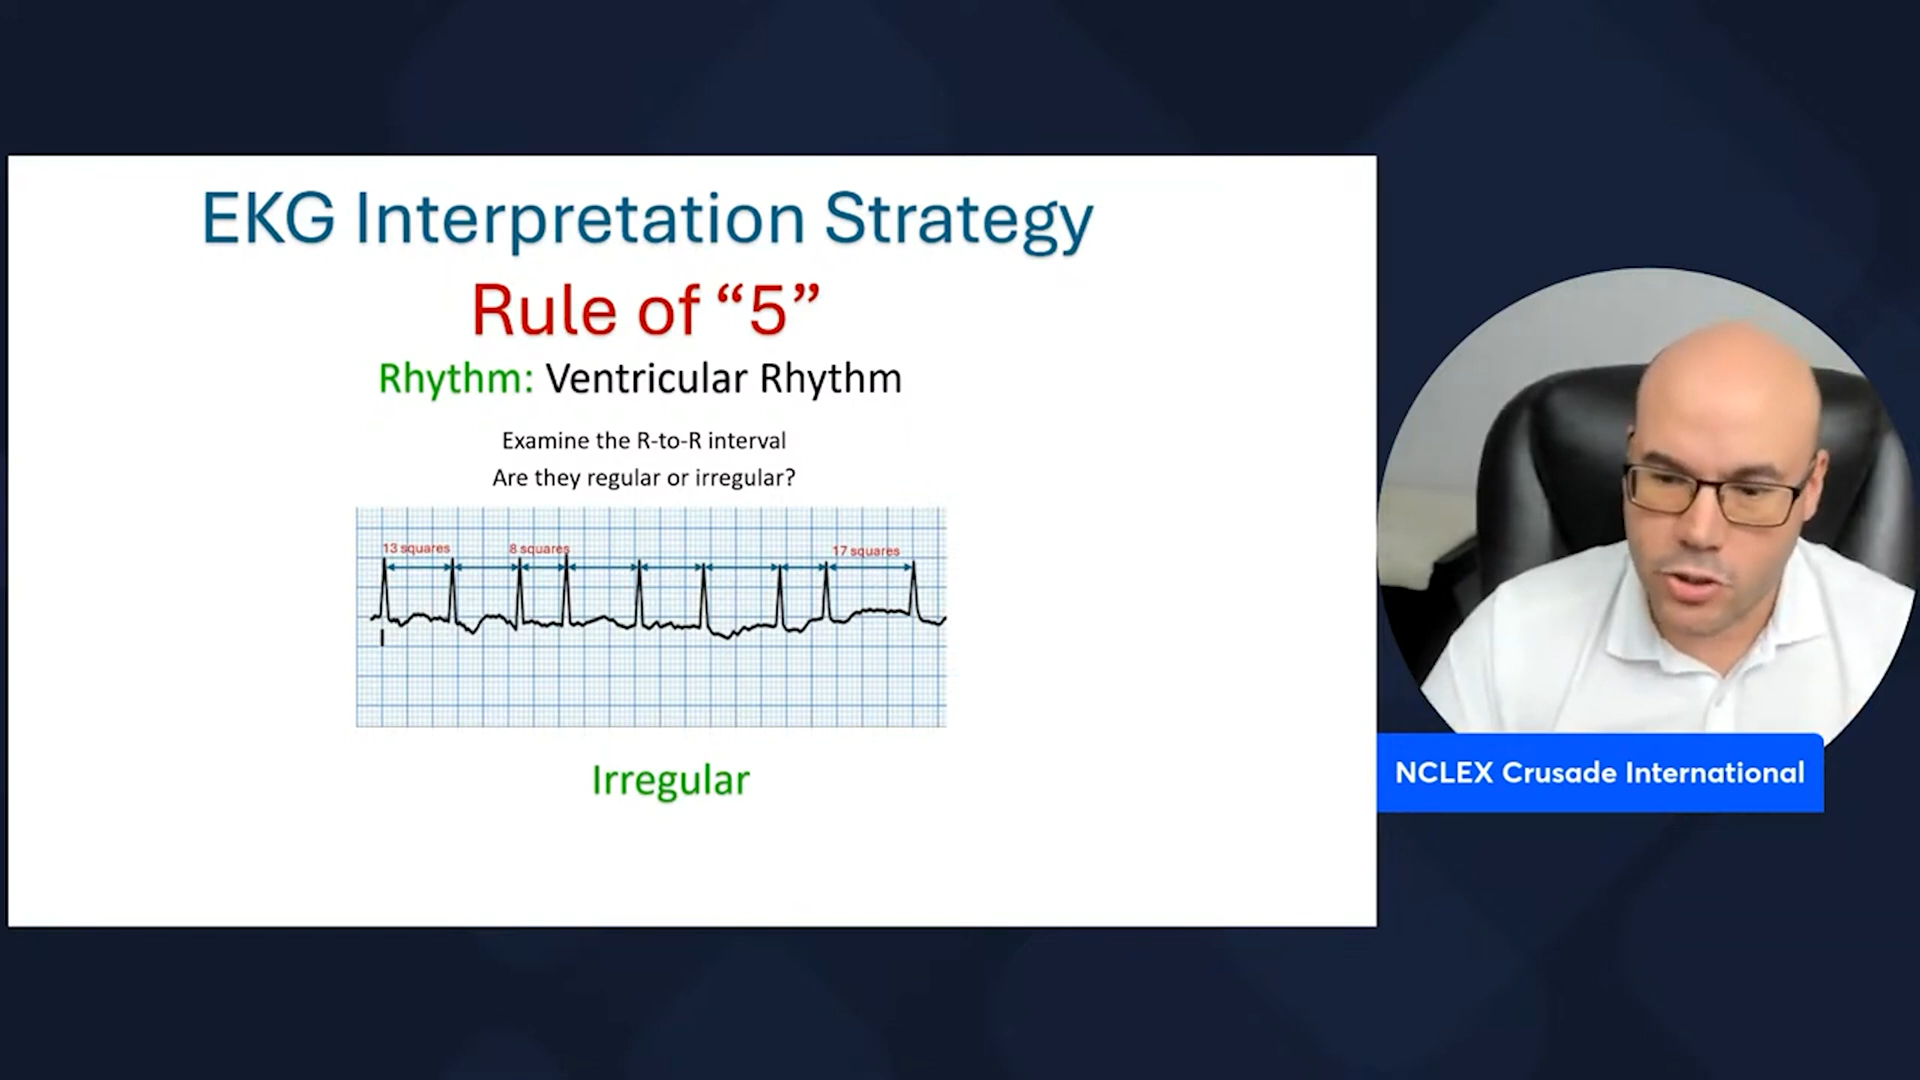 EKG Interpretation Strategy
Rule of “5”
Rhythm: Ventricular Rhythm
Examine the R-to-R interval
Are they regular or irregular?
13 squares 8 squares 17 squares
I
Irregular
NCLEX Crusade International